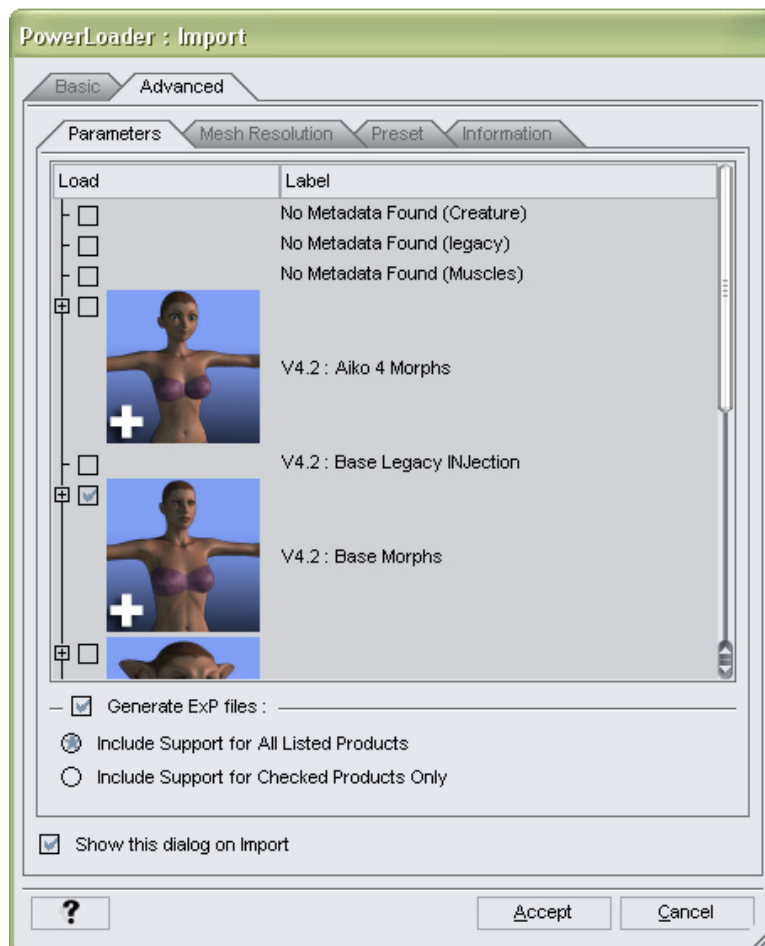 PowerLoader : Import
Basic Advanced
Parameters Mesh Resolution Preset Information
Load Label
No Metadata Found (Creature)
No Metadata Found (legacy)
No Metadata Found (Muscles)
V4.2 : Aiko 4 Morphs
V4.2 : Base Legacy INJection
V4.2 : Base Morphs
Generate ExP files :
Include Support for All Listed Products
Include Support for Checked Products Only
Show this dialog on Import
? Accept Cancel